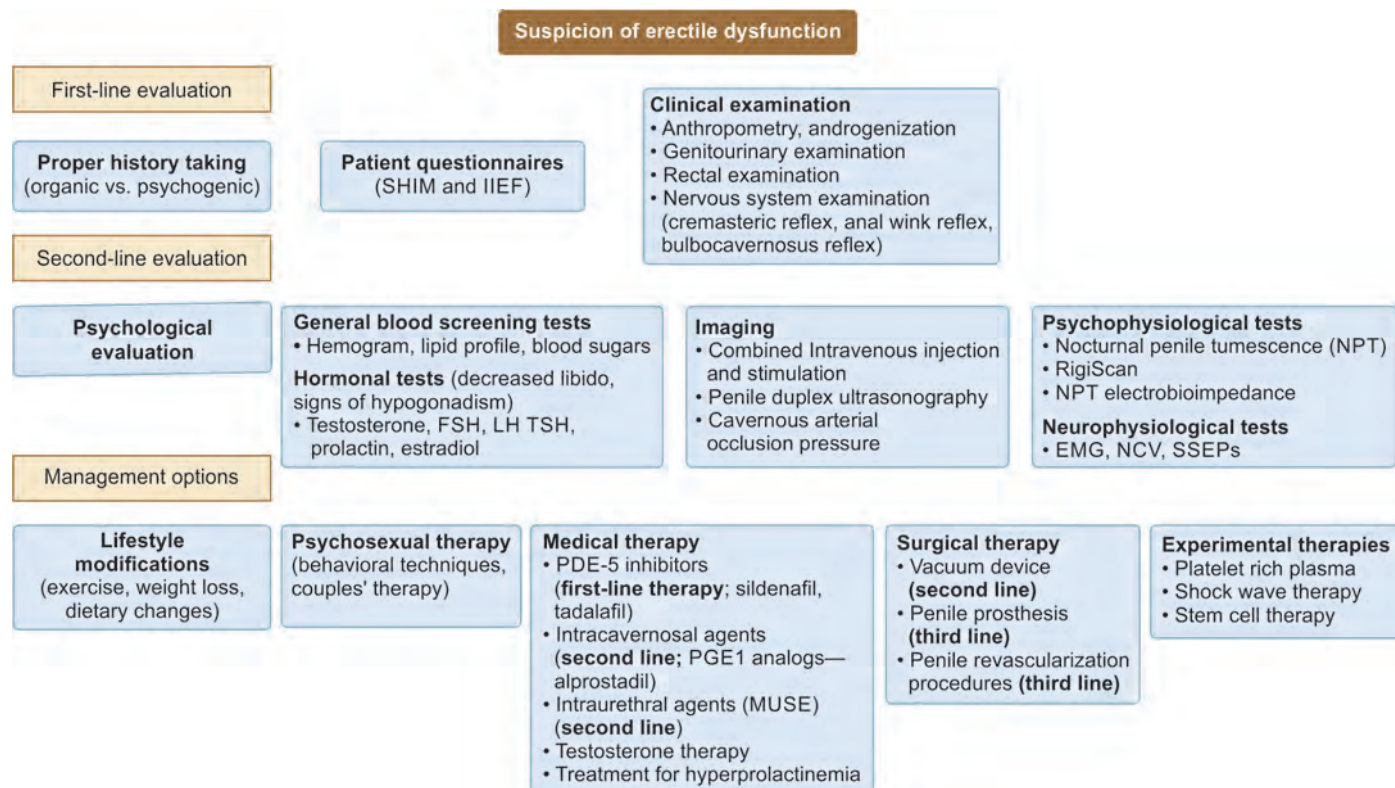 Suspicion of erectile dysfunction
First-line evaluation
Proper history taking
(organic vs. psychogenic)
Patient questionnaires
(SHIM and IIEF)
Clinical examination
• Anthropometry, androgenization
• Genitourinary examination
• Rectal examination
• Nervous system examination
(cremasteric reflex, anal wink reflex,
bulbocavernosus reflex)
Second-line evaluation
Psychological
evaluation
General blood screening tests
• Hemogram, lipid profile, blood sugars
Hormonal tests (decreased libido,
signs of hypogonadism)
• Testosterone, FSH, LH TSH,
prolactin, estradiol
Imaging
• Combined Intravenous injection
and stimulation
• Penile duplex ultrasonography
• Cavernous arterial
occlusion pressure
Psychophysiological tests
• Nocturnal penile tumescence (NPT)
• RigiScan
• NPT electrobioimpedance
Neurophysiological tests
• EMG, NCV, SSEPs
Management options
Lifestyle
modifications
(exercise, weight loss,
dietary changes)
Psychosexual therapy
(behavioral techniques,
couples' therapy)
Medical therapy
• PDE-5 inhibitors
(first-line therapy; sildenafil,
tadalafil)
• Intracavernosal agents
(second line; PGE1 analogs—
alprostadil)
• Intraurethral agents (MUSE)
(second line)
• Testosterone therapy
• Treatment for hyperprolactinemia
Surgical therapy
• Vacuum device
(second line)
• Penile prosthesis
(third line)
• Penile revascularization
procedures (third line)
Experimental therapies
• Platelet rich plasma
• Shock wave therapy
• Stem cell therapy